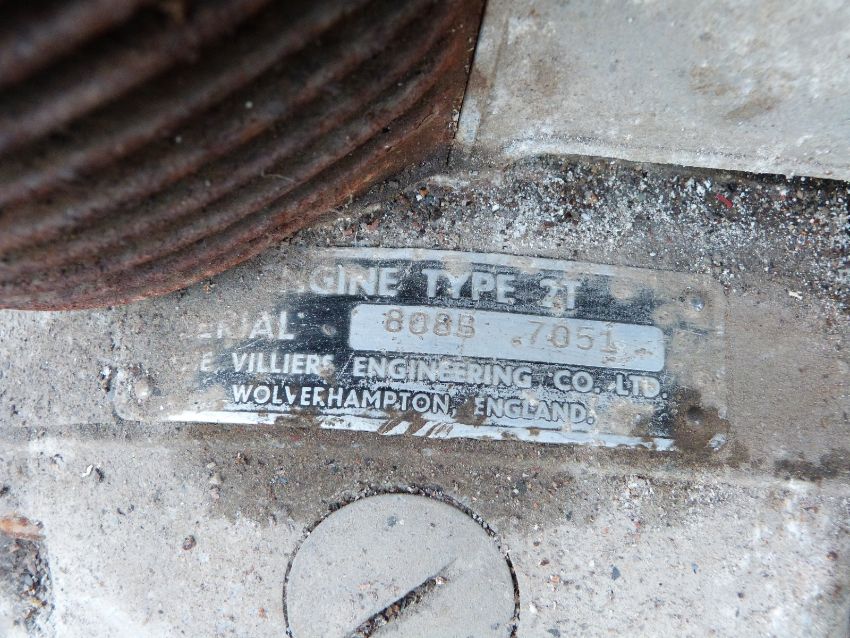 ENGINE TYPE 2T
SERIAL 808B 7051
THE VILLIERS ENGINEERING CO. LTD.
WOLVERHAMPTON, ENGLAND.